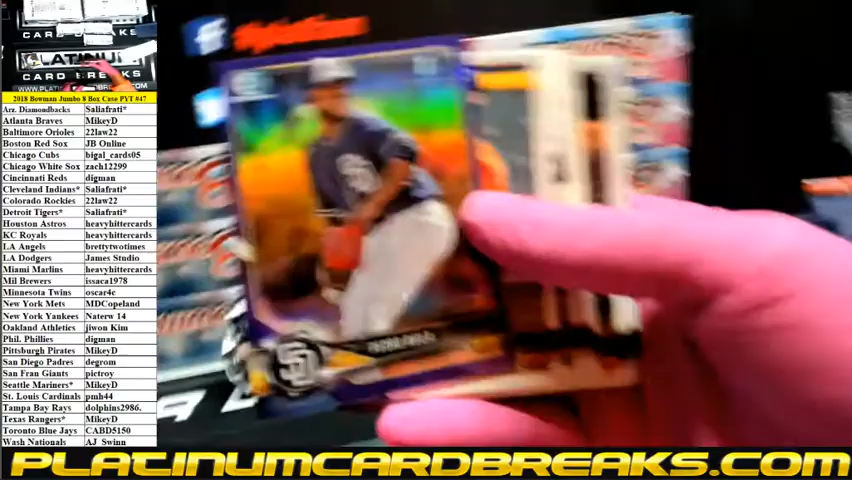 CARD BREAKS
PLATINUM
CARD BREAKS
2018 Bowman Jumbo 8 Box Case PYT #47
Arz. Diamondbacks Saliafrati*
Atlanta Braves MikeyD
Baltimore Orioles 22law22
Boston Red Sox JB Online
Chicago Cubs bigal_cards05
Chicago White Sox zach12299
Cincinnati Reds digman
Cleveland Indians* Saliafrati*
Colorado Rockies 22law22
Detroit Tigers* Saliafrati*
Houston Astros heavyhittercards
KC Royals heavyhittercards
LA Angels brettytwotimes
LA Dodgers James Studio
Miami Marlins heavyhittercards
Mil Brewers issaca1978
Minnesota Twins oscar4c
New York Mets MDCopeland
New York Yankees Naterw 14
Oakland Athletics jiwon Kim
Phil. Phillies digman
Pittsburgh Pirates MikeyD
San Diego Padres degrom
San Fran Giants pictroy
Seattle Mariners* MikeyD
St. Louis Cardinals pmh44
Tampa Bay Rays dolphins2986.
Texas Rangers* MikeyD
Toronto Blue Jays CABD5150
Wash Nationals AJ Swinn
SD
PLATINUMCARDBREAKS.COM